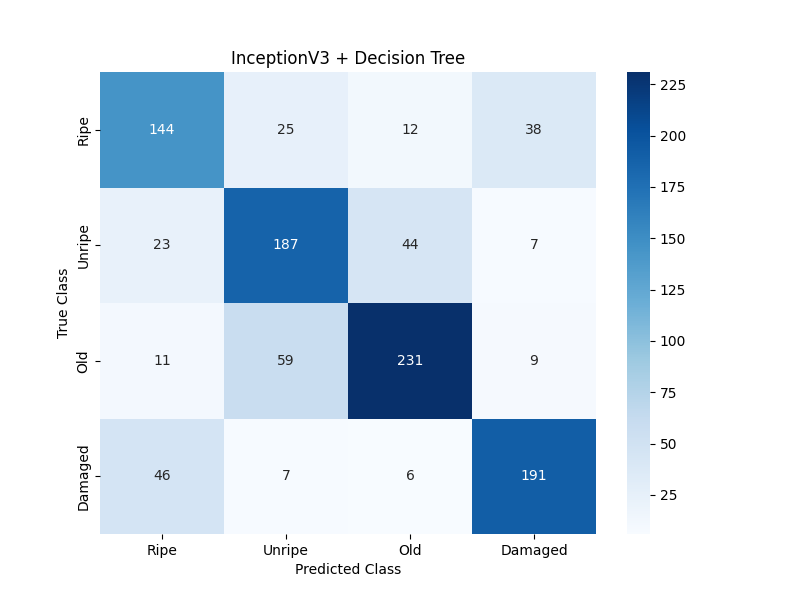 InceptionV3 + Decision Tree
Ripe 144 25 12 38
Unripe 23 187 44 7
Old 11 59 231 9
Damaged 46 7 6 191
True Class
Ripe Unripe Old Damaged
Predicted Class
225
200
175
150
125
100
75
50
25